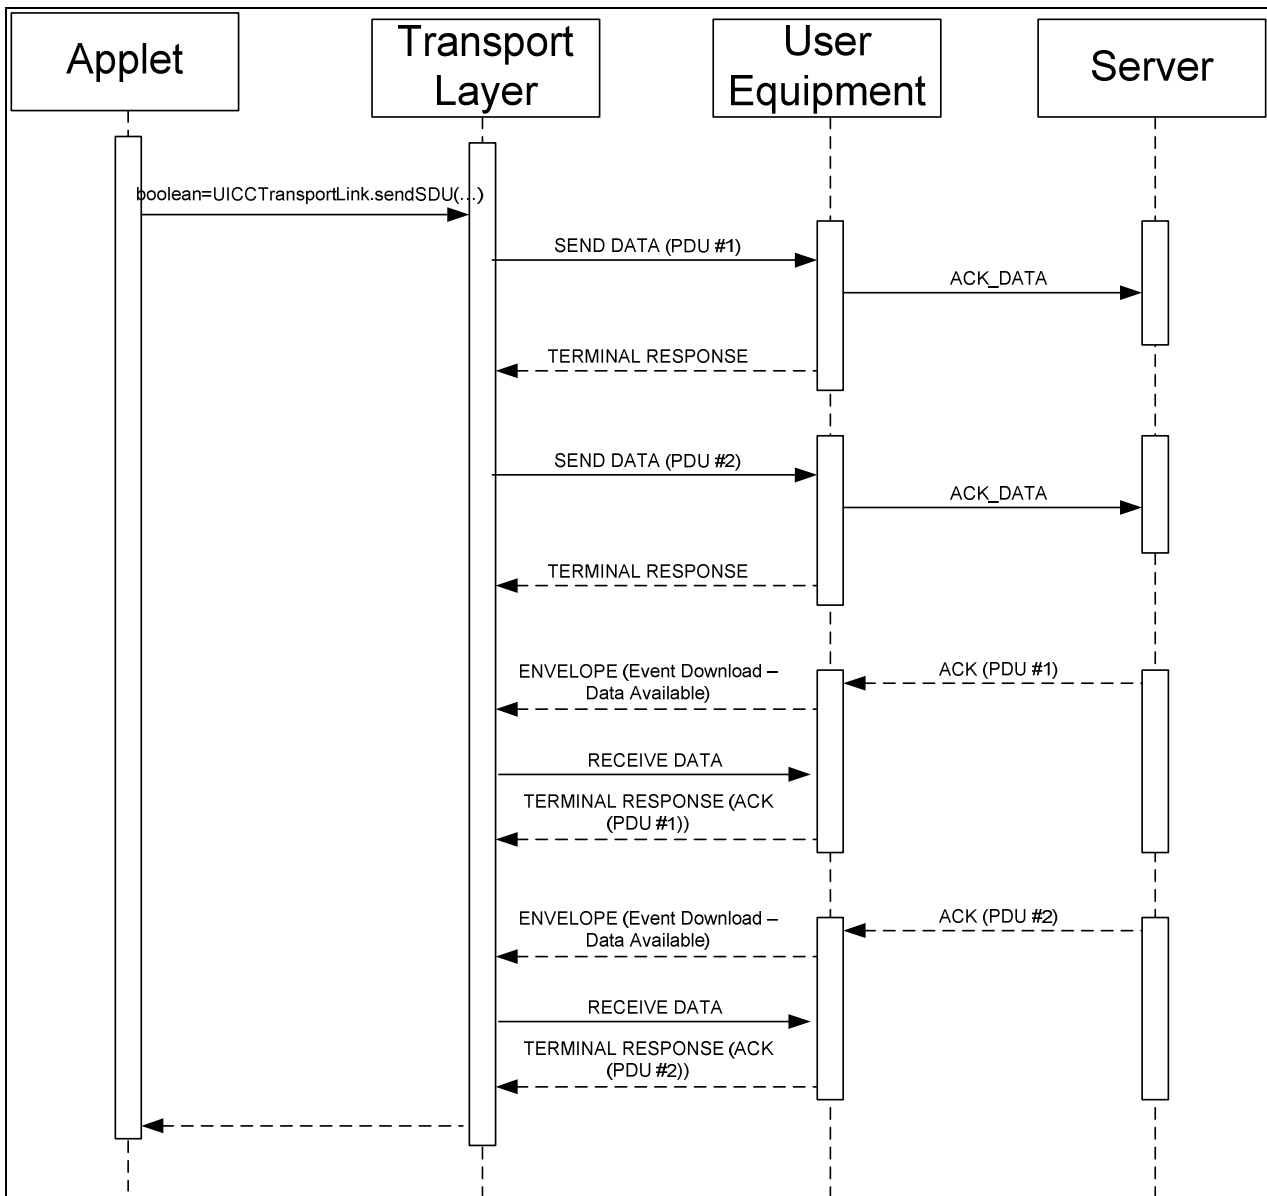 Applet
Transport
Layer
User
Equipment
Server
boolean=UICCTransportLink.sendSDU(...)
SEND DATA (PDU #1)
ACK_DATA
TERMINAL RESPONSE
SEND DATA (PDU #2)
ACK_DATA
TERMINAL RESPONSE
ACK (PDU #1)
ENVELOPE (Event Download –
Data Available)
RECEIVE DATA
TERMINAL RESPONSE (ACK
(PDU #1))
ACK (PDU #2)
ENVELOPE (Event Download –
Data Available)
RECEIVE DATA
TERMINAL RESPONSE (ACK
(PDU #2))